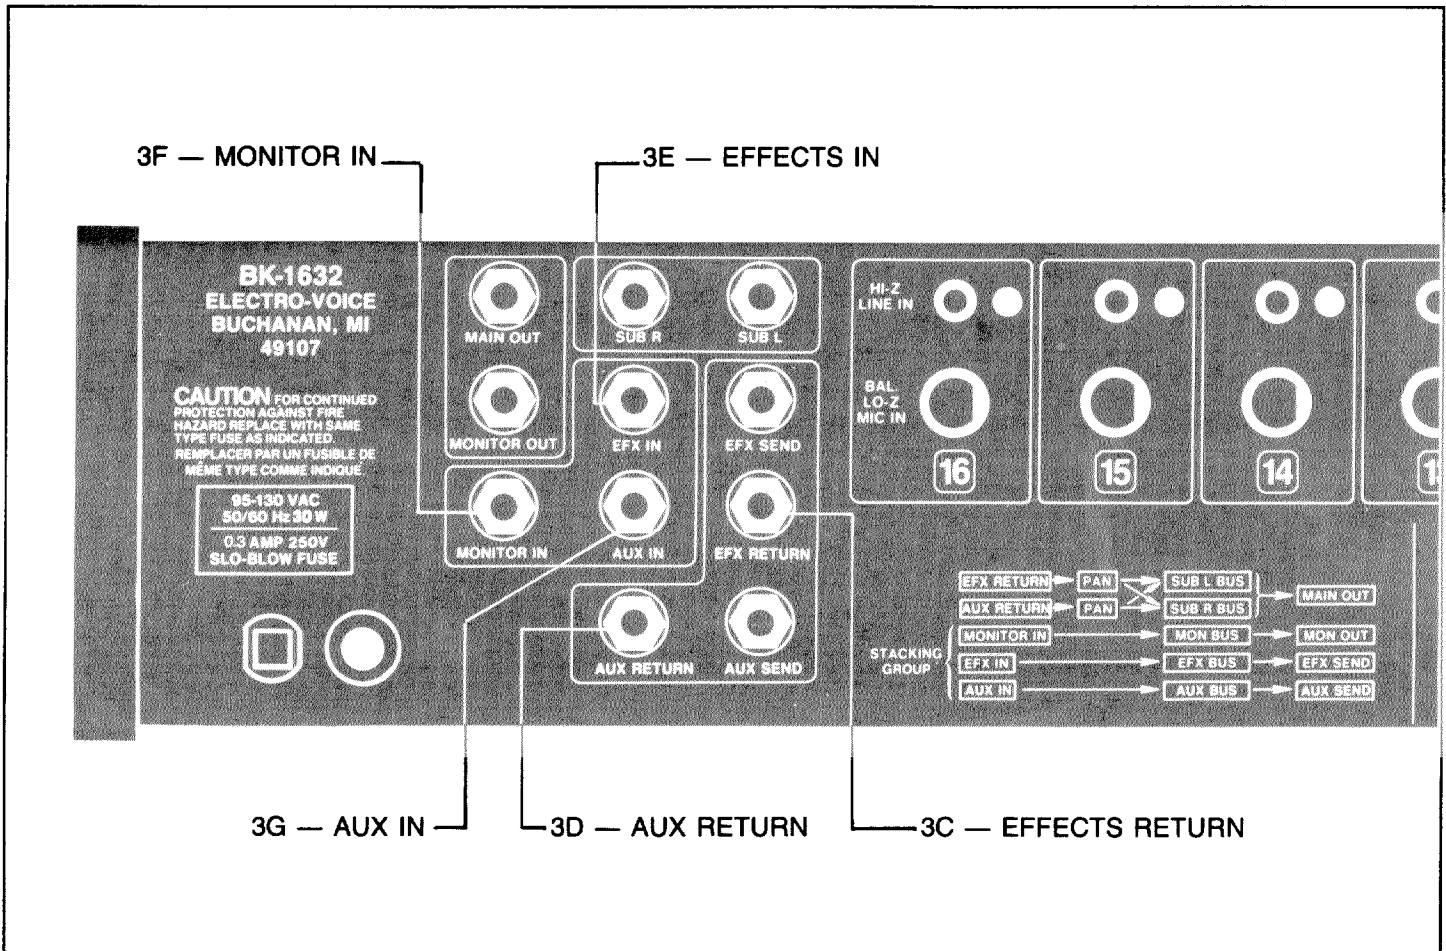 3F — MONITOR IN
3E — EFFECTS IN
BK-1632
ELECTRO-VOICE
BUCHANAN, MI
49107
CAUTION FOR CONTINUED
PROTECTION AGAINST FIRE
HAZARD REPLACE WITH SAME
TYPE FUSE AS INDICATED.
REMPLACER PAR UN FUSIBLE DE
MÊME TYPE COMME INDIQUE
95-130 VAC
50/60 Hz 30 W
0.3 AMP 250V
SLO-BLOW FUSE
MAIN OUT
SUB R
SUB L
MONITOR OUT
EFX IN
EFX SEND
MONITOR IN
AUX IN
EFX RETURN
AUX RETURN
AUX SEND
HI-Z
LINE IN
BAL
LO-Z
MIC IN
16
15
14
EFX RETURN PAN SUB L BUS
AUX RETURN PAN SUB R BUS
MAIN OUT
STACKING
GROUP
MONITOR IN MON BUS MON OUT
EFX IN EFX BUS EFX SEND
AUX IN AUX BUS AUX SEND
3G — AUX IN
3D — AUX RETURN
3C — EFFECTS RETURN